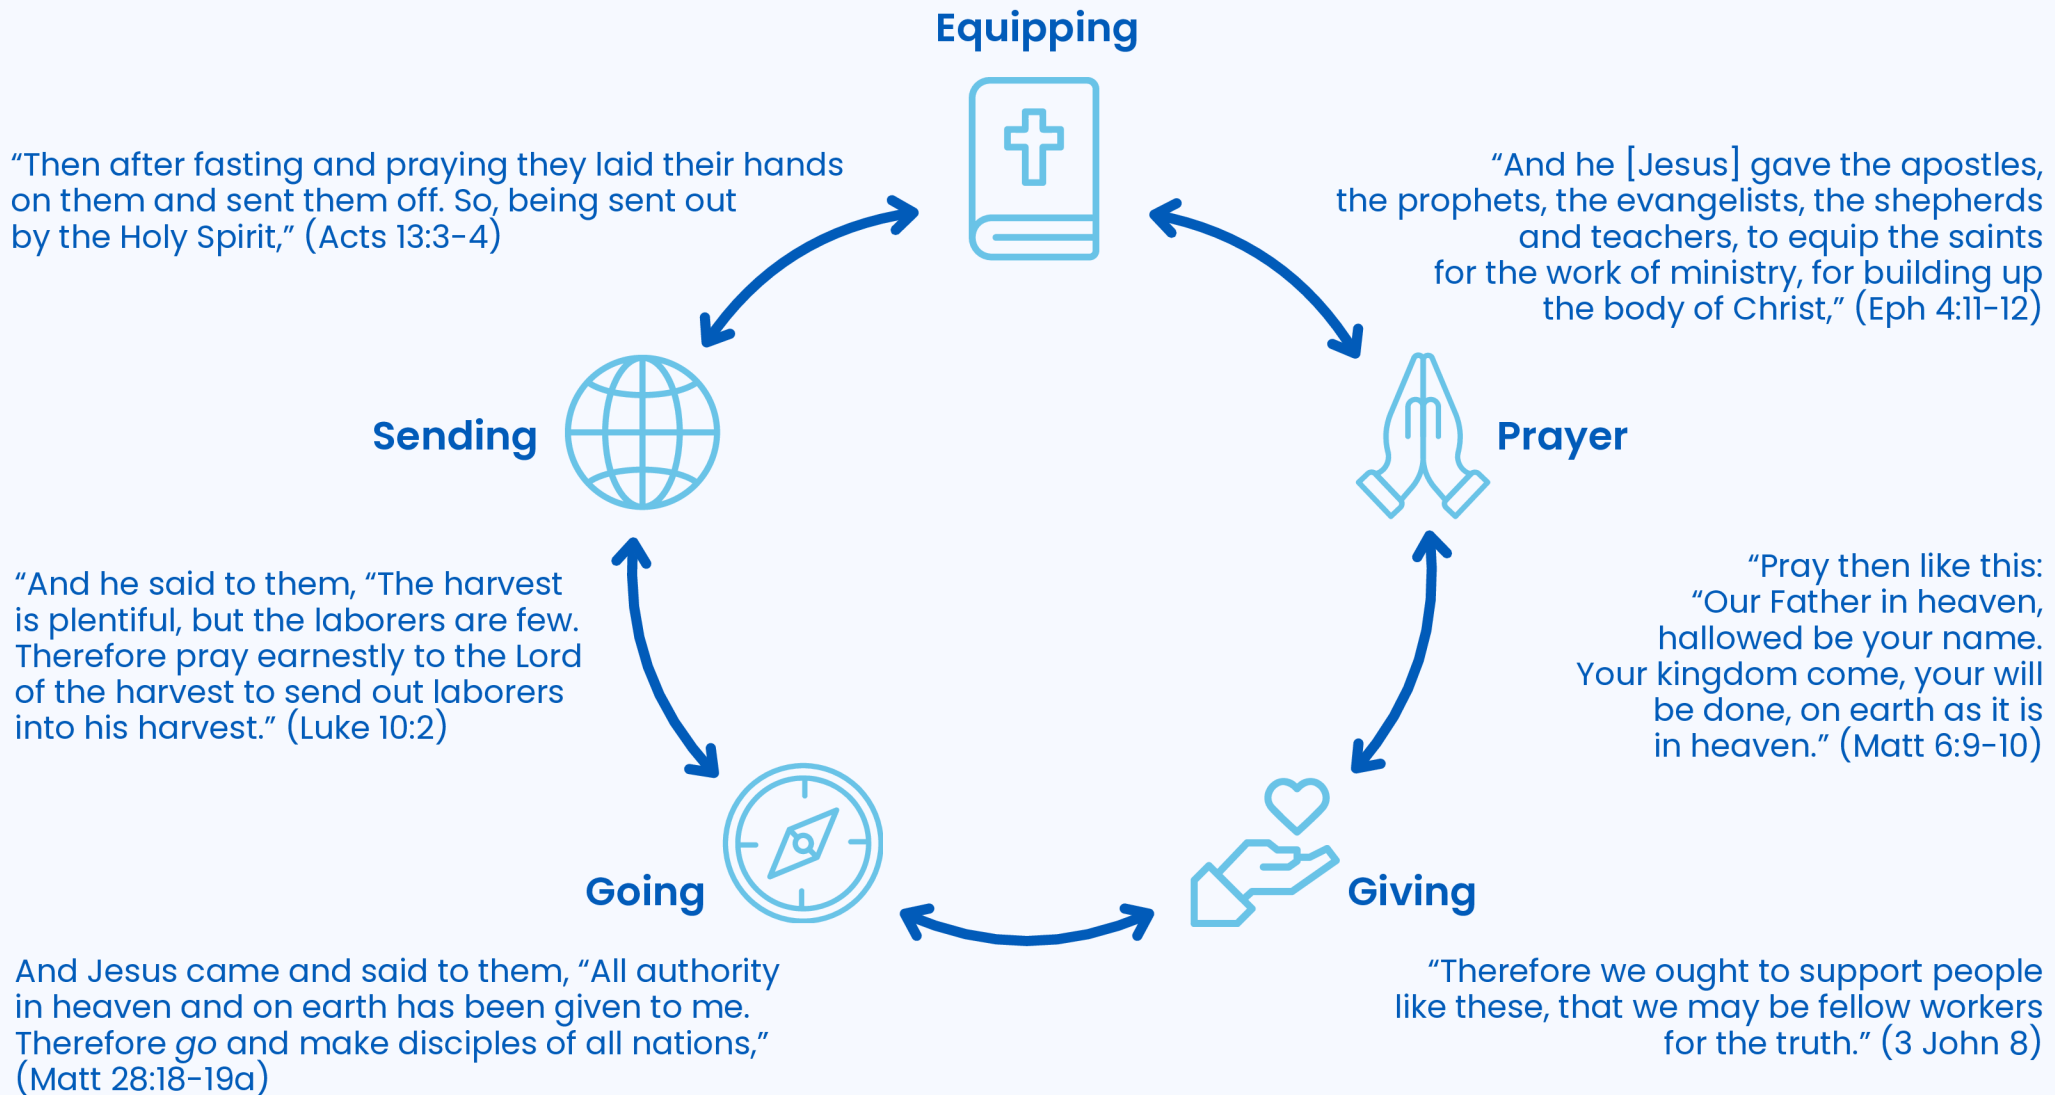 Equipping
“Then after fasting and praying they laid their hands
on them and sent them off. So, being sent out
by the Holy Spirit,” (Acts 13:3-4)
“And he [Jesus] gave the apostles,
the prophets, the evangelists, the shepherds
and teachers, to equip the saints
for the work of ministry, for building up
the body of Christ,” (Eph 4:11-12)
Sending
Prayer
“And he said to them, “The harvest
is plentiful, but the laborers are few.
Therefore pray earnestly to the Lord
of the harvest to send out laborers
into his harvest.” (Luke 10:2)
“Pray then like this:
“Our Father in heaven,
hallowed be your name.
Your kingdom come, your will
be done, on earth as it is
in heaven.” (Matt 6:9-10)
Going
Giving
And Jesus came and said to them, “All authority
in heaven and on earth has been given to me.
Therefore go and make disciples of all nations,”
(Matt 28:18-19a)
“Therefore we ought to support people
like these, that we may be fellow workers
for the truth.” (3 John 8)